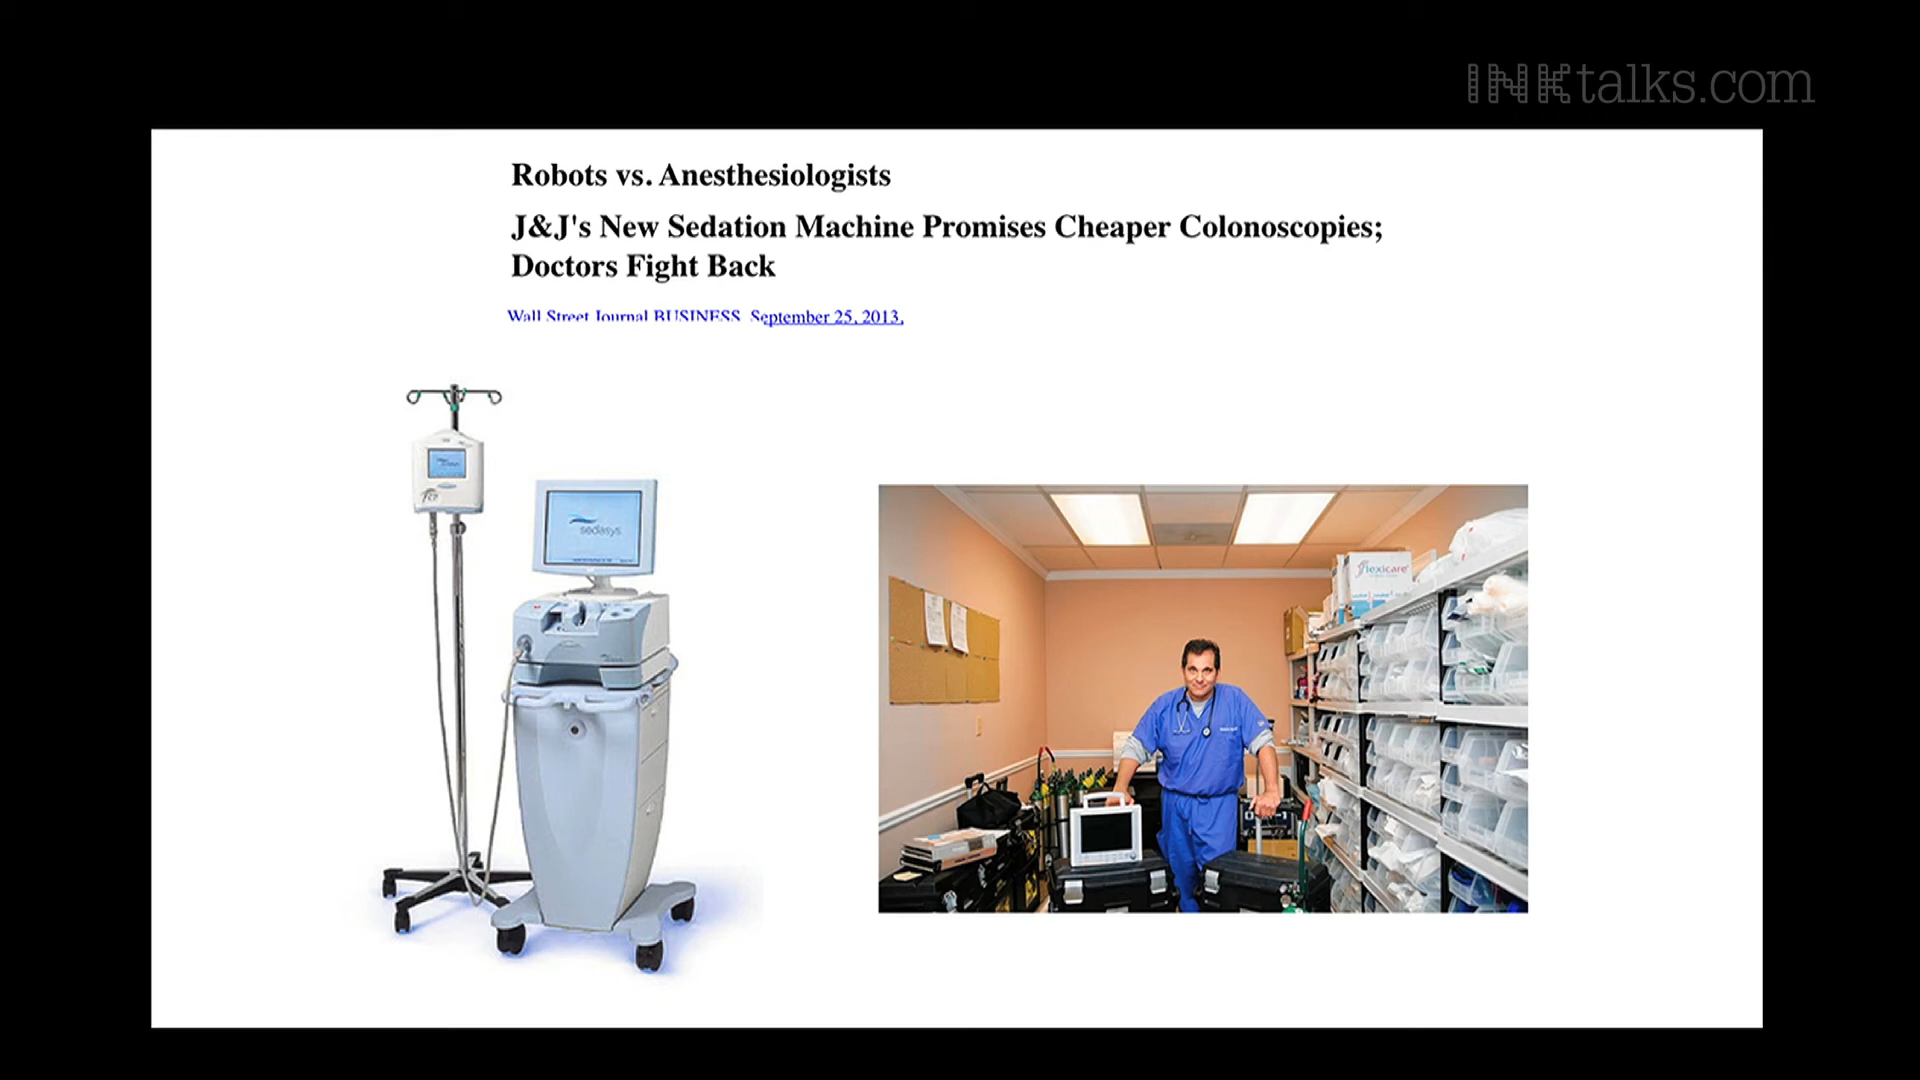 INKtalks.com
Robots vs. Anesthesiologists
J&J's New Sedation Machine Promises Cheaper Colonoscopies;
Doctors Fight Back
Wall Street Journal BUSINESS, September 25, 2013,
sedasys
flexicare